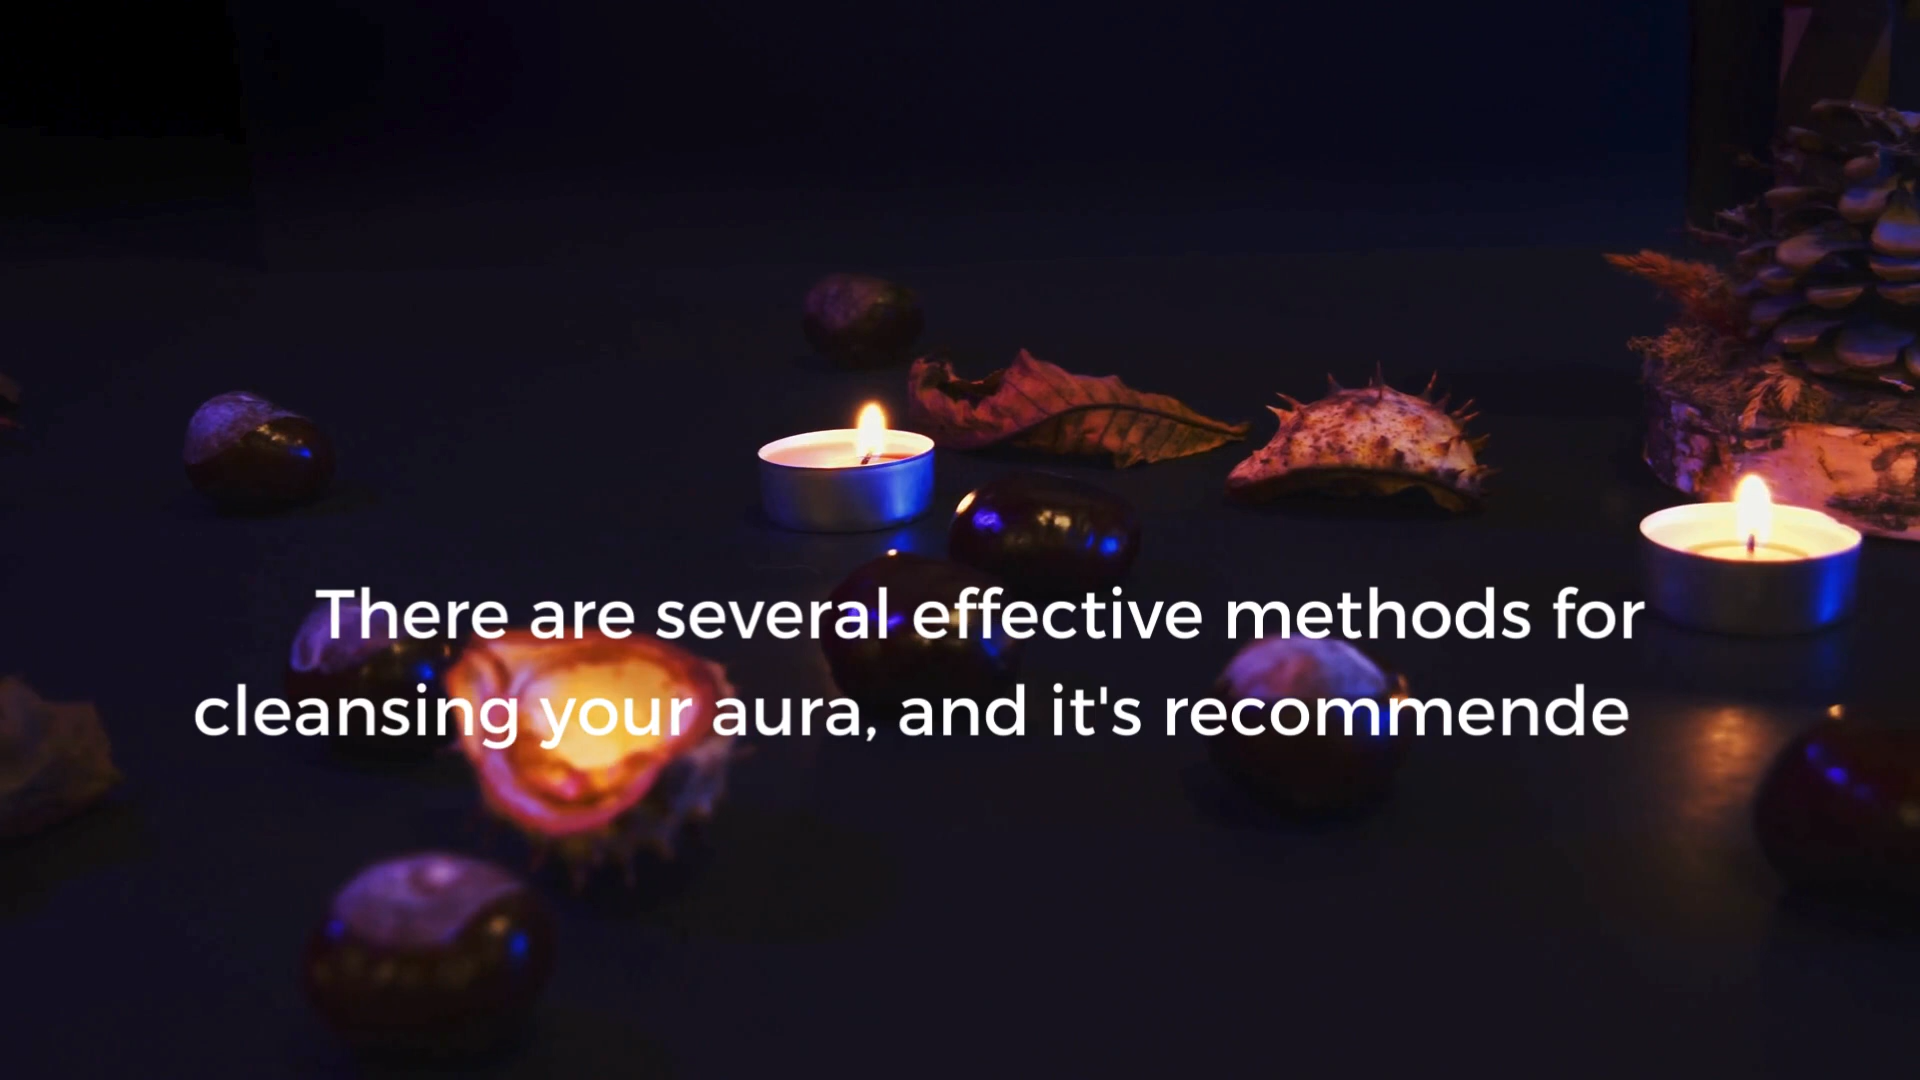 There are several effective methods for
cleansing your aura, and it's recommende